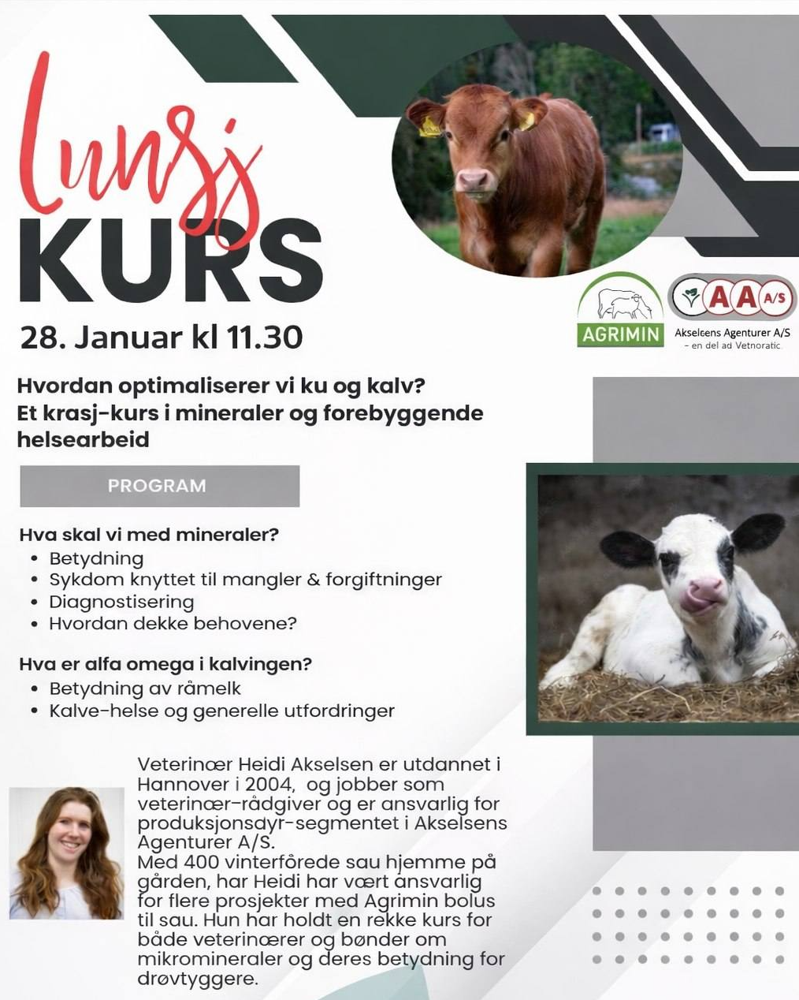 Lunsj
KURS
28. Januar kl 11.30
AGRIMIN
AA A/S
Akselsens Agenturer A/S
- en del ad Vetnoratic
Hvordan optimaliserer vi ku og kalv?
Et krasj-kurs i mineraler og forebyggende
helsearbeid
PROGRAM
Hva skal vi med mineraler?
• Betydning
• Sykdom knyttet til mangler & forgiftninger
• Diagnostisering
• Hvordan dekke behovene?
Hva er alfa omega i kalvingen?
• Betydning av råmelk
• Kalve-helse og generelle utfordringer
Veterinær Heidi Akselsen er utdannet i
Hannover i 2004, og jobber som
veterinær-rådgiver og er ansvarlig for
produksjonsdyr-segmentet i Akselsens
Agenturer A/S.
Med 400 vinterfôrede sau hjemme på
gården, har Heidi har vært ansvarlig
for flere prosjekter med Agrimin bolus
til sau. Hun har holdt en rekke kurs for
både veterinærer og bønder om
mikromineraler og deres betydning for
drøvtyggere.